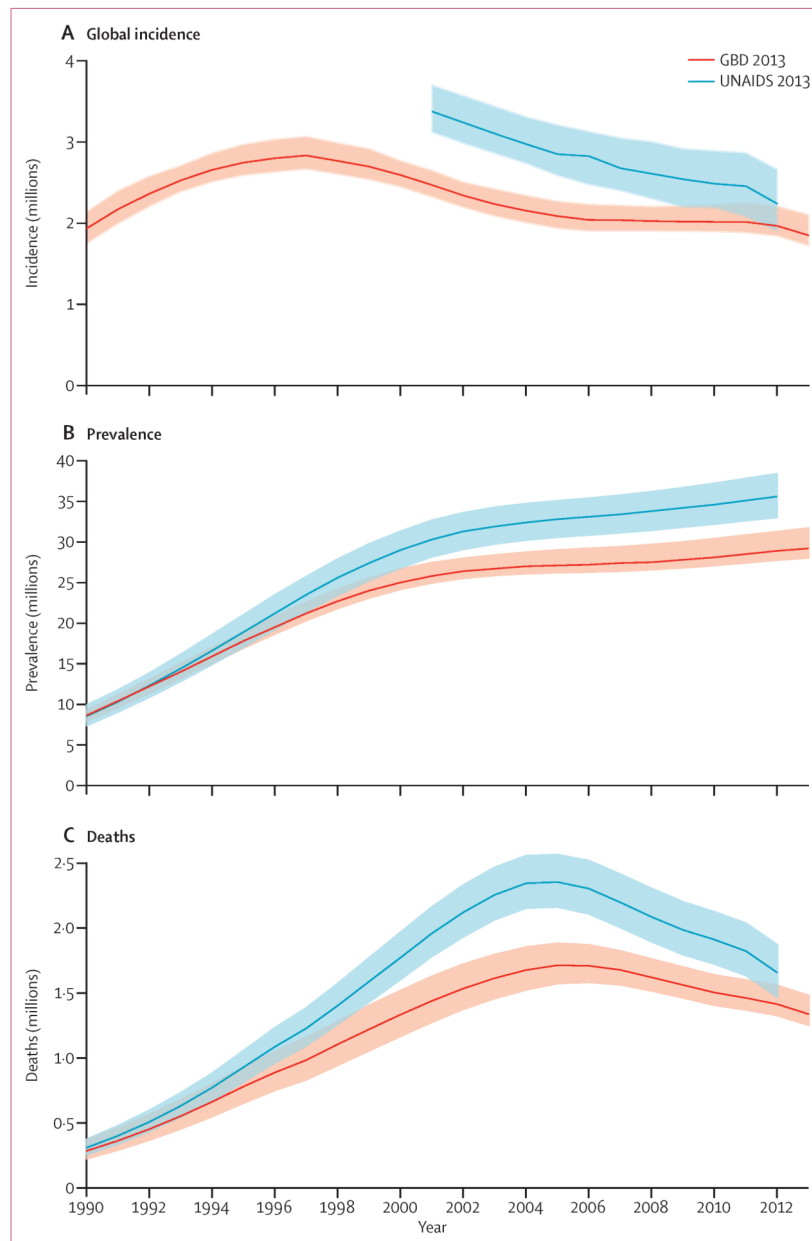 A Global incidence
GBD 2013
UNAIDS 2013
Incidence (millions)
4
3
2
1
0
B Prevalence
Prevalence (millions)
40
35
30
25
20
15
10
5
0
C Deaths
Deaths (millions)
2·5
2·0
1·5
1·0
0·5
0
1990 1992 1994 1996 1998 2000 2002 2004 2006 2008 2010 2012
Year